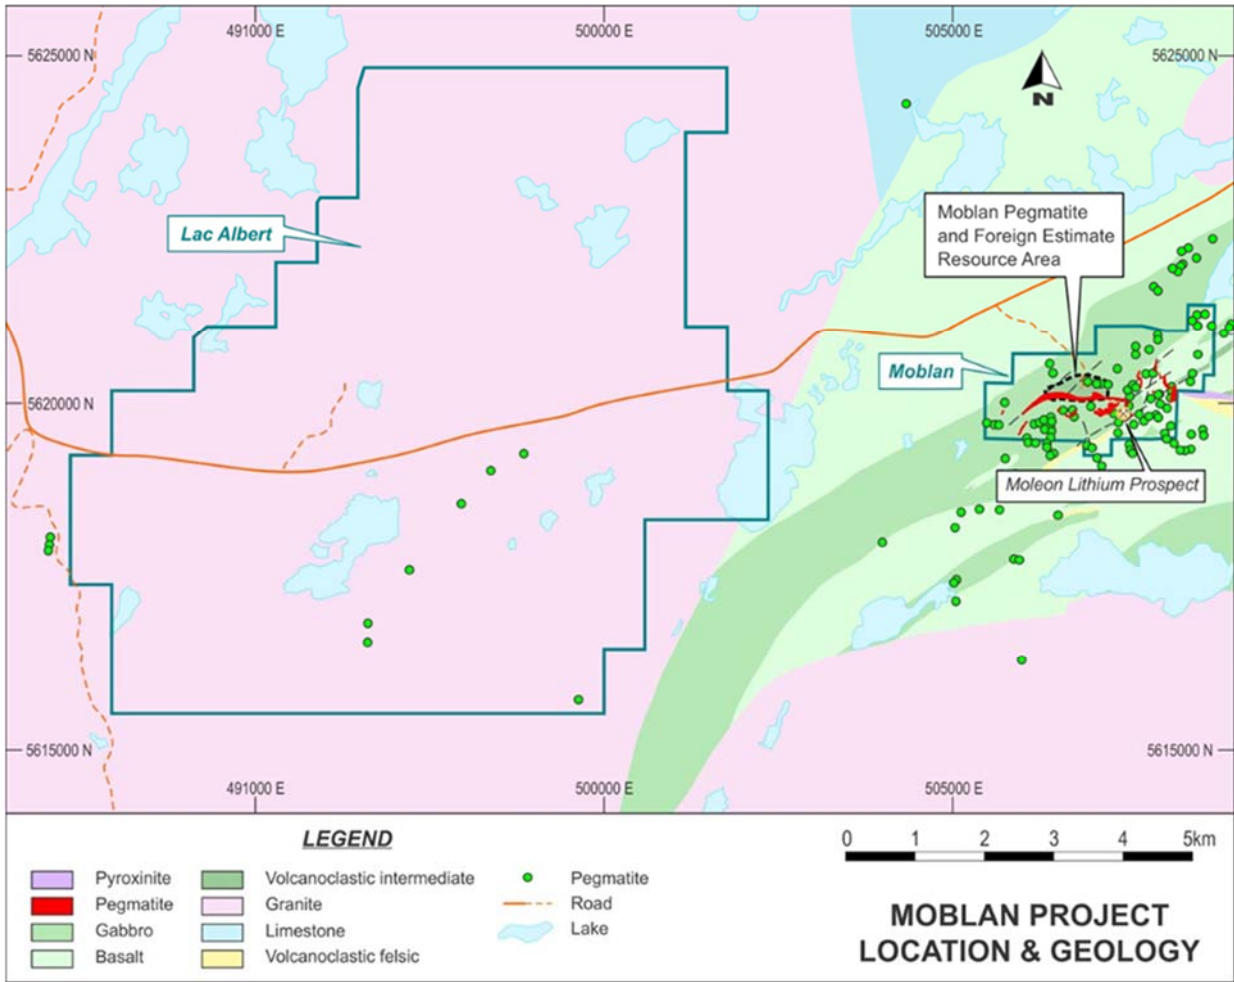 491000 E
500000 E
505000 E
5625000 N
5625000 N
N
Moblan Pegmatite
and Foreign Estimate
Resource Area
Lac Albert
Moblan
5620000 N
Moleon Lithium Prospect
5615000 N
5615000 N
491000 E
500000 E
505000 E
LEGEND
Pyroxinite
Pegmatite
Gabbro
Basalt
Volcanoclastic intermediate
Granite
Limestone
Volcanoclastic felsic
Pegmatite
Road
Lake
0 1 2 3 4 5km
MOBLAN PROJECT
LOCATION & GEOLOGY